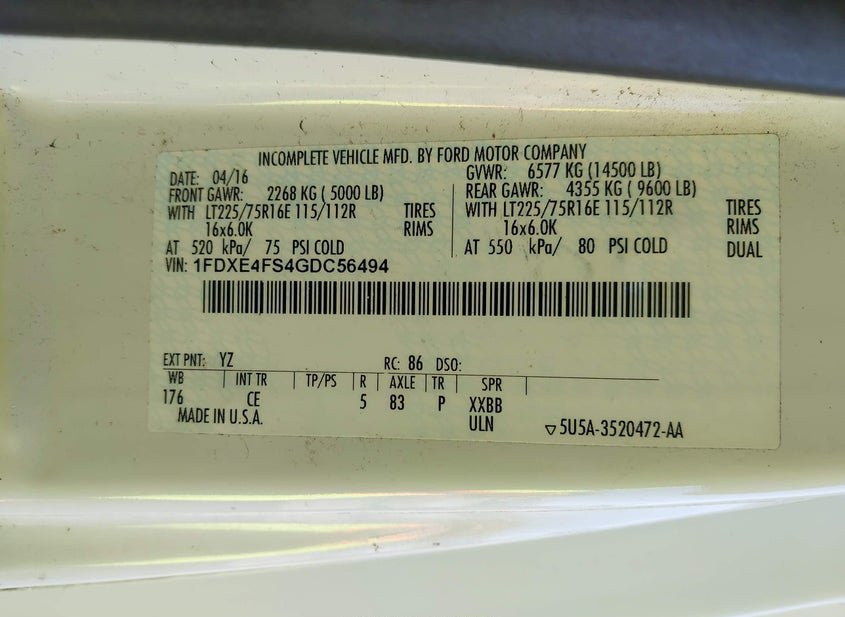 INCOMPLETE VEHICLE MFD. BY FORD MOTOR COMPANY
DATE: 04/16 GVWR: 6577 KG (14500 LB)
FRONT GAWR: 2268 KG ( 5000 LB) REAR GAWR: 4355 KG ( 9600 LB)
WITH LT225/75R16E 115/112R TIRES WITH LT225/75R16E 115/112R TIRES
16x6.0K RIMS 16x6.0K RIMS
AT 520 kPa/ 75 PSI COLD AT 550 kPa/ 80 PSI COLD DUAL
VIN: 1FDXE4FS4GDC56494
EXT PNT: YZ RC: 86 DSO:
WB INT TR TP/PS R AXLE TR SPR
176 CE 5 83 P XXBB
MADE IN U.S.A. ULN ▽5U5A-3520472-AA